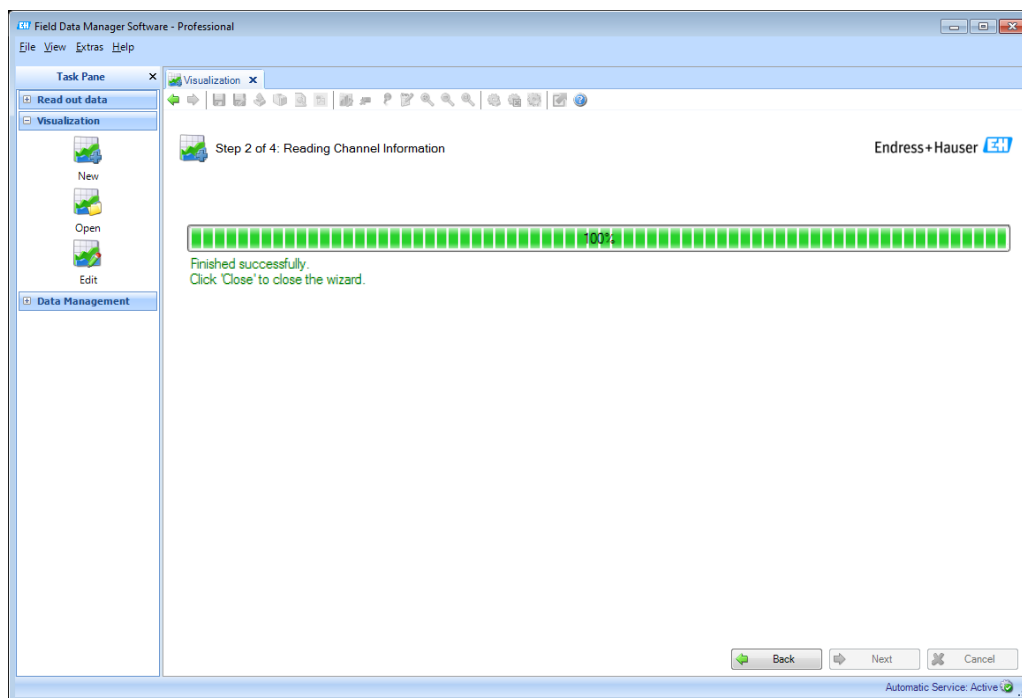 Field Data Manager Software - Professional
File View Extras Help
Task Pane
Visualization
Read out data
Visualization
New
Open
Edit
Data Management
Step 2 of 4: Reading Channel Information
Endress+Hauser EH
100%
Finished successfully.
Click 'Close' to close the wizard.
Back Next Cancel
Automatic Service: Active